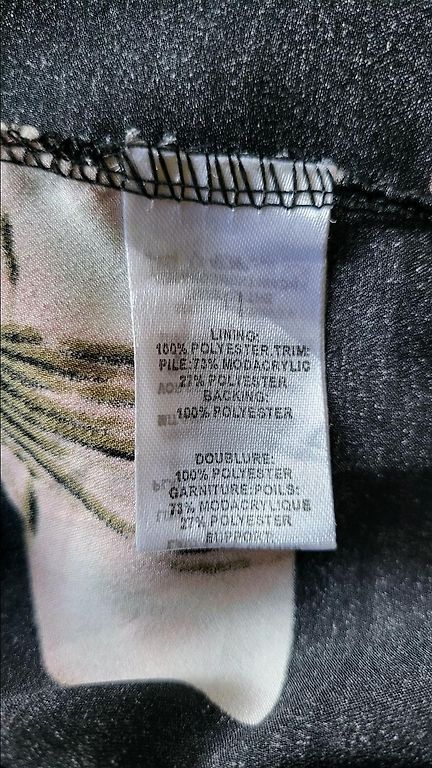 LINING:
100% POLYESTER.TRIM:
PILE:73% MODACRYLIC
27% POLYESTER
BACKING:
100% POLYESTER
DOUBLURE:
100% POLYESTER
GARNITURE:POILS:
73% MODACRYLIQUE
27% POLYESTER
SUPPORT